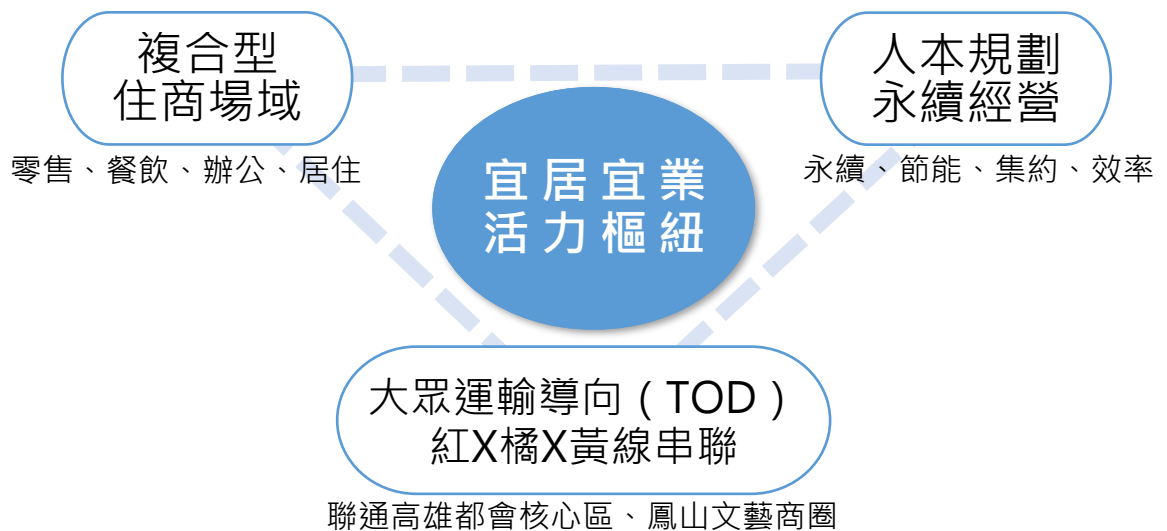 複合型
住商場域
零售、餐飲、辦公、居住
人本規劃
永續經營
永續、節能、集約、效率
宜居宜業
活力樞紐
大眾運輸導向（TOD）
紅X橘X黃線串聯
聯通高雄都會核心區、鳳山文藝商圈